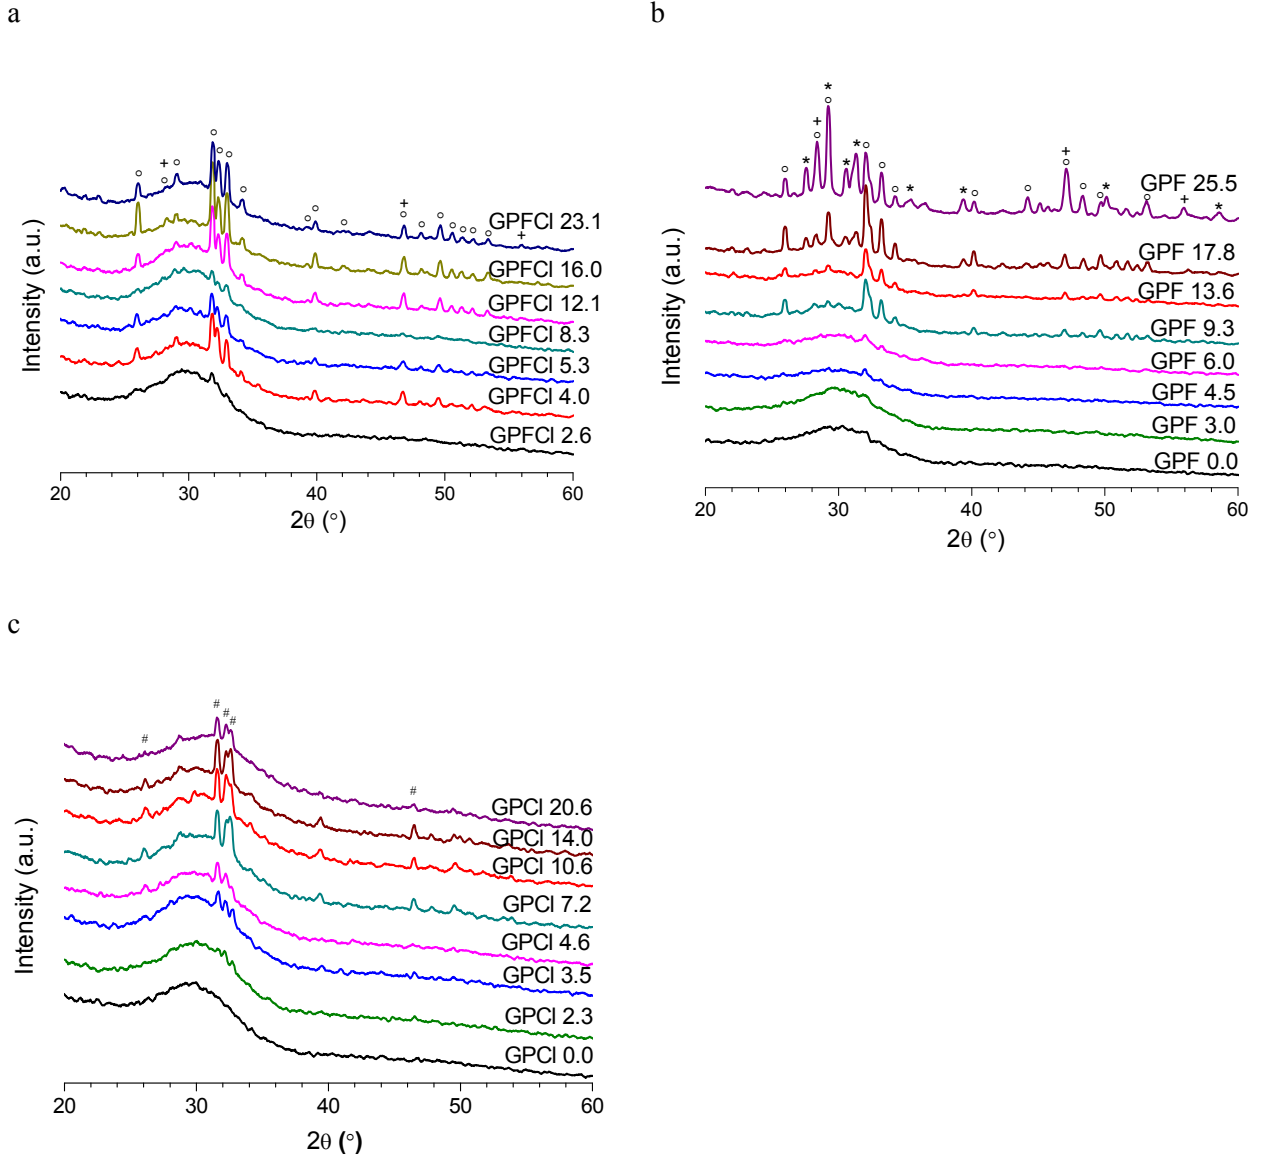 a
GPFCl 23.1
GPFCl 16.0
GPFCl 12.1
GPFCl 8.3
GPFCl 5.3
GPFCl 4.0
GPFCl 2.6
Intensity (a.u.)
20 30 40 50 60
2θ (°)
b
GPF 25.5
GPF 17.8
GPF 13.6
GPF 9.3
GPF 6.0
GPF 4.5
GPF 3.0
GPF 0.0
Intensity (a.u.)
20 30 40 50 60
2θ (°)
c
# # # # #
GPCl 20.6
GPCl 14.0
GPCl 10.6
GPCl 7.2
GPCl 4.6
GPCl 3.5
GPCl 2.3
GPCl 0.0
Intensity (a.u.)
20 30 40 50 60
2θ (°)